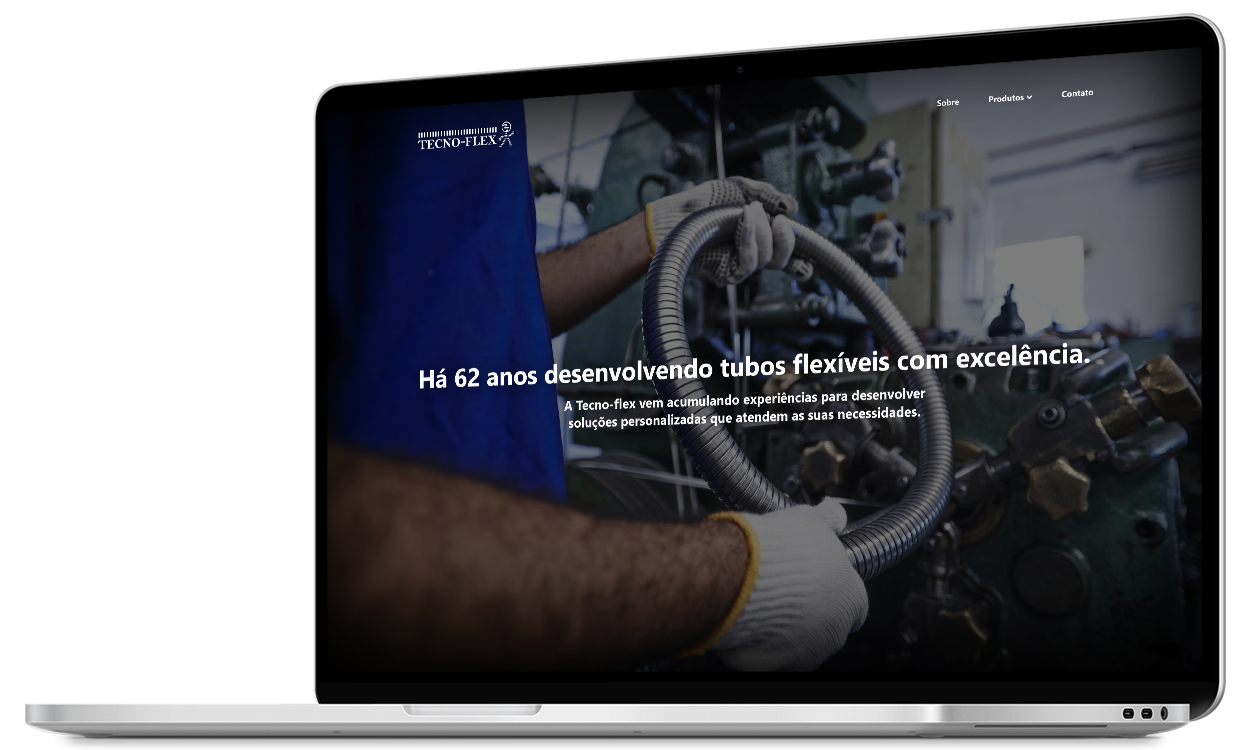 TECNO-FLEX
Sobre
Produtos
Contato
Há 62 anos desenvolvendo tubos flexíveis com excelência.
A Tecno-flex vem acumulando experiências para desenvolver
soluções personalizadas que atendem as suas necessidades.